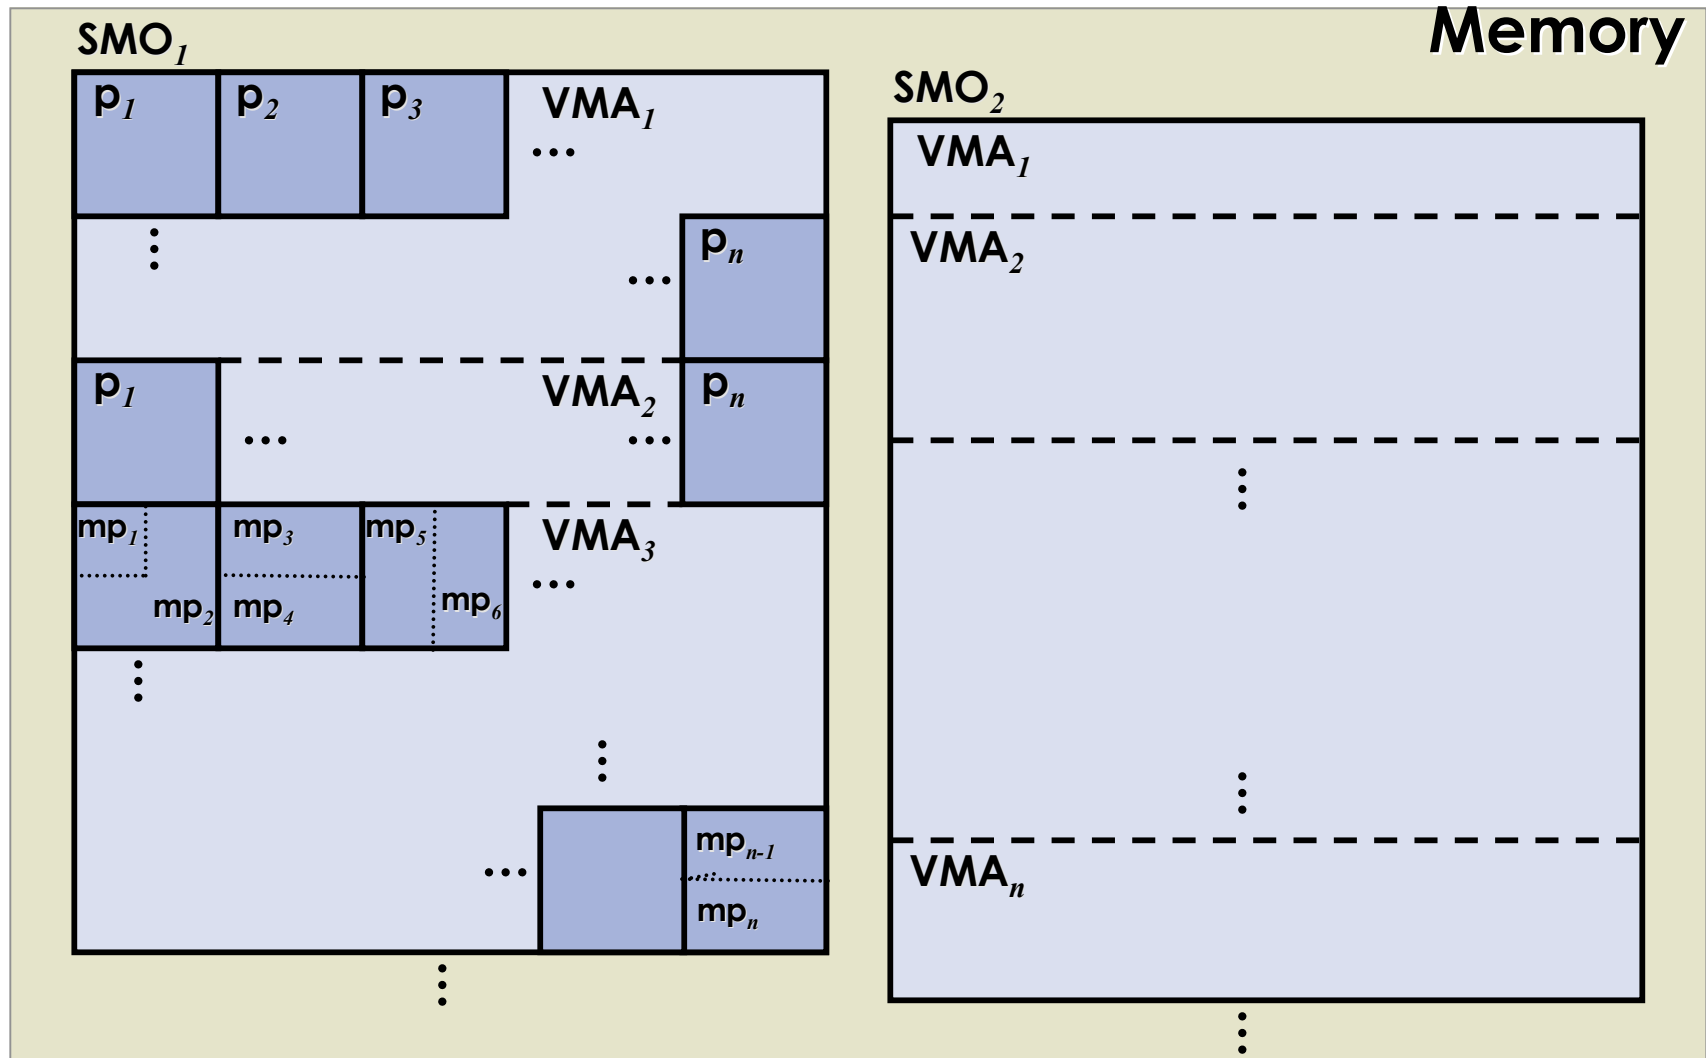 Memory
SMO1
p1 p2 p3 VMA1
...
pn
...
p1 VMA2 pn
... ...
mp1 mp3 mp5 VMA3
...
mp2 mp4 mp6
mpn-1
...
mpn
SMO2
VMA1
VMA2
VMAn